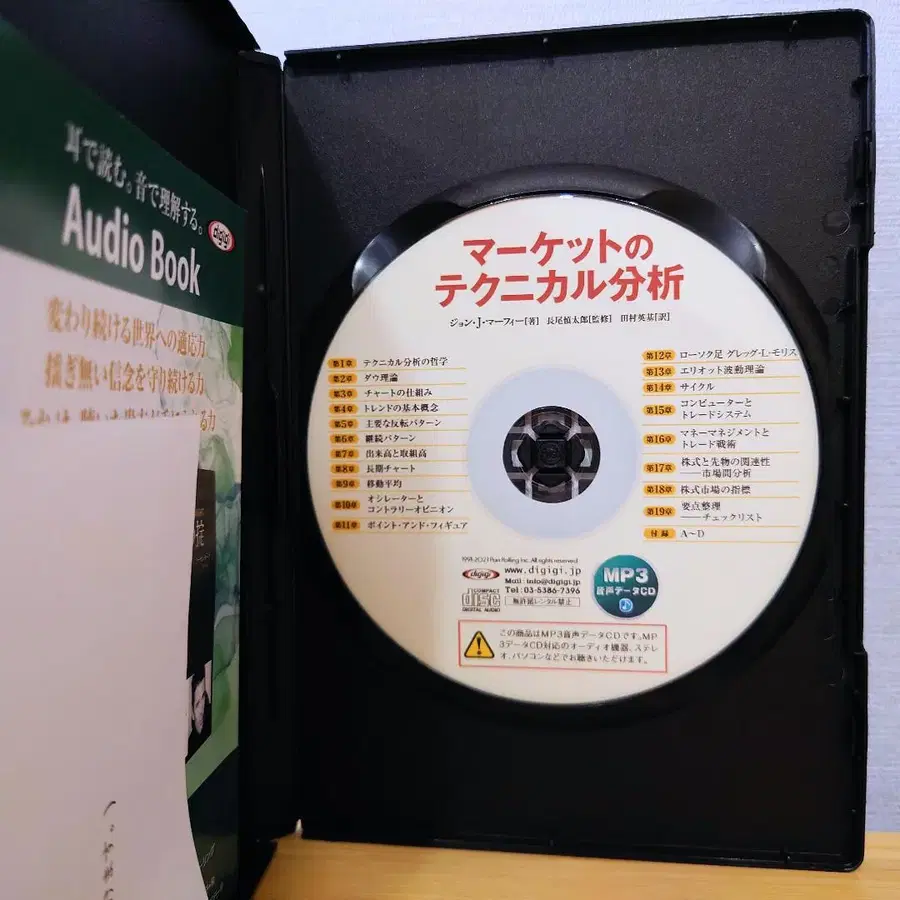 耳で読む。音で理解する。
digigi
Audio Book
変わり続ける世界への適応力
揺ぎ無い信念を守り続ける力
マーケットの
テクニカル分析
ジョン・J・マーフィー[著] 長尾慎太郎[監修] 田村英基[訳]
第1章 テクニカル分析の哲学
第2章 ダウ理論
第3章 チャートの仕組み
第4章 トレンドの基本概念
第5章 主要な反転パターン
第6章 継続パターン
第7章 出来高と取組高
第8章 長期チャート
第9章 移動平均
第10章 オシレーターと
コントラリーオピニオン
第11章 ポイント・アンド・フィギュア
第12章 ローソク足 グレッグ・L・モリス
第13章 エリオット波動理論
第14章 サイクル
第15章 コンピューターと
トレードシステム
第16章 マネーマネジメントと
トレード戦術
第17章 株式と先物の関連性
――市場間分析
第18章 株式市場の指標
第19章 要点整理
――チェックリスト
付録 A～D
Pan Rolling Inc. All rights reserved.
digigi
www.digigi.jp
Mail: info@digigi.jp
Tel: 03-5386-7396
COMPACT
disc
DIGITAL AUDIO
無許諾レンタル禁止
MP3
音声データCD
この商品はMP3音声データCDです。MP
3データCD対応のオーディオ機器、ステレ
オ、パソコンなどでお聴きいただけます。